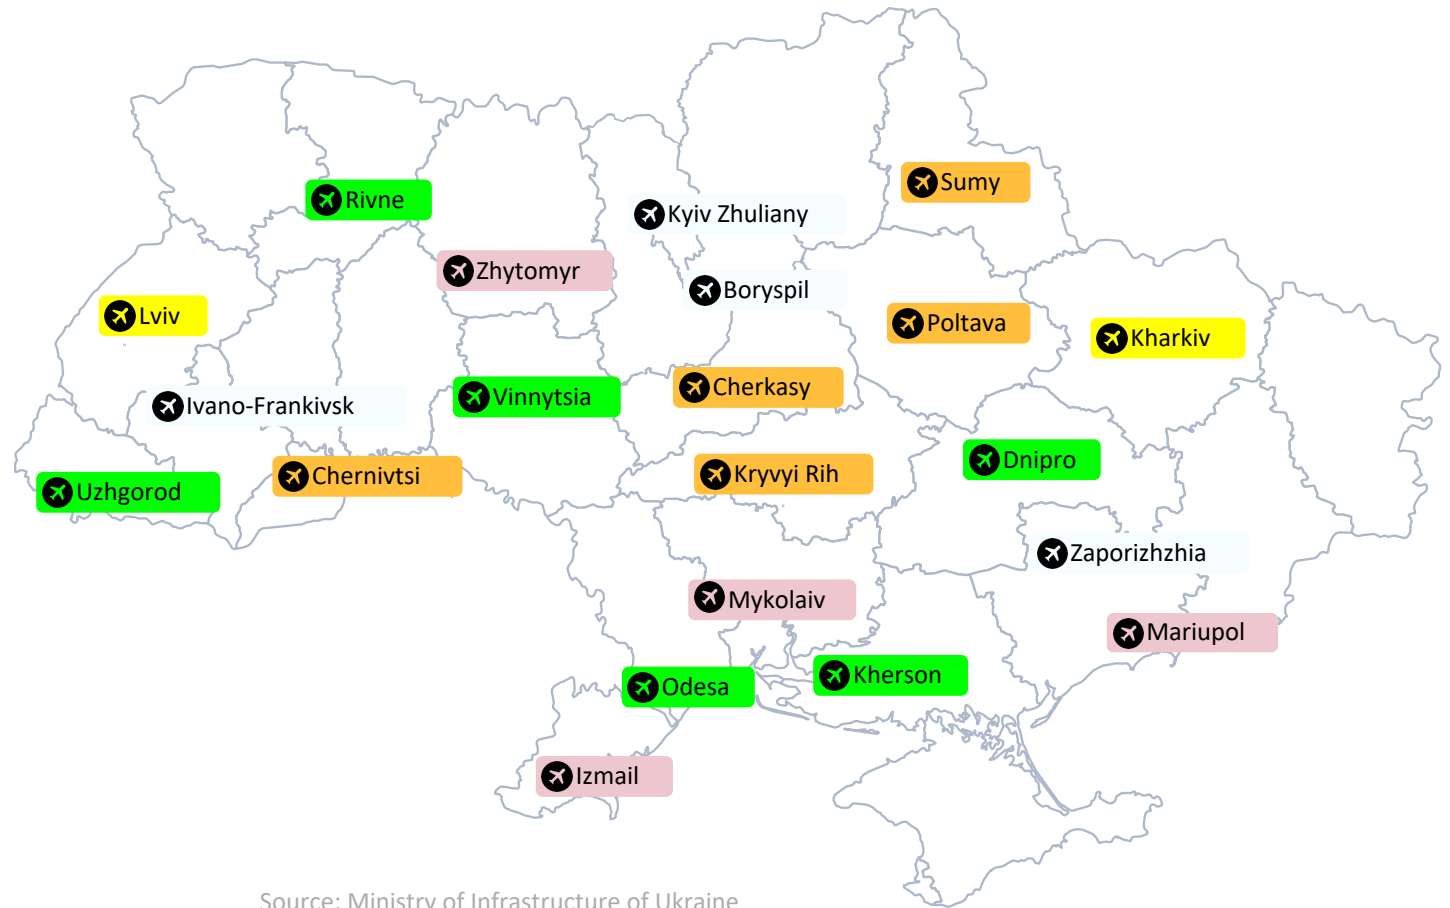 Sumy
Rivne
Kyiv Zhuliany
Zhytomyr
Boryspil
Lviv
Poltava
Kharkiv
Cherkasy
Vinnytsia
Ivano-Frankivsk
Dnipro
Kryvyi Rih
Chernivtsi
Uzhgorod
Zaporizhzhia
Mykolaiv
Mariupol
Kherson
Odesa
Izmail
Source: Ministry of Infrastructure of Ukraine